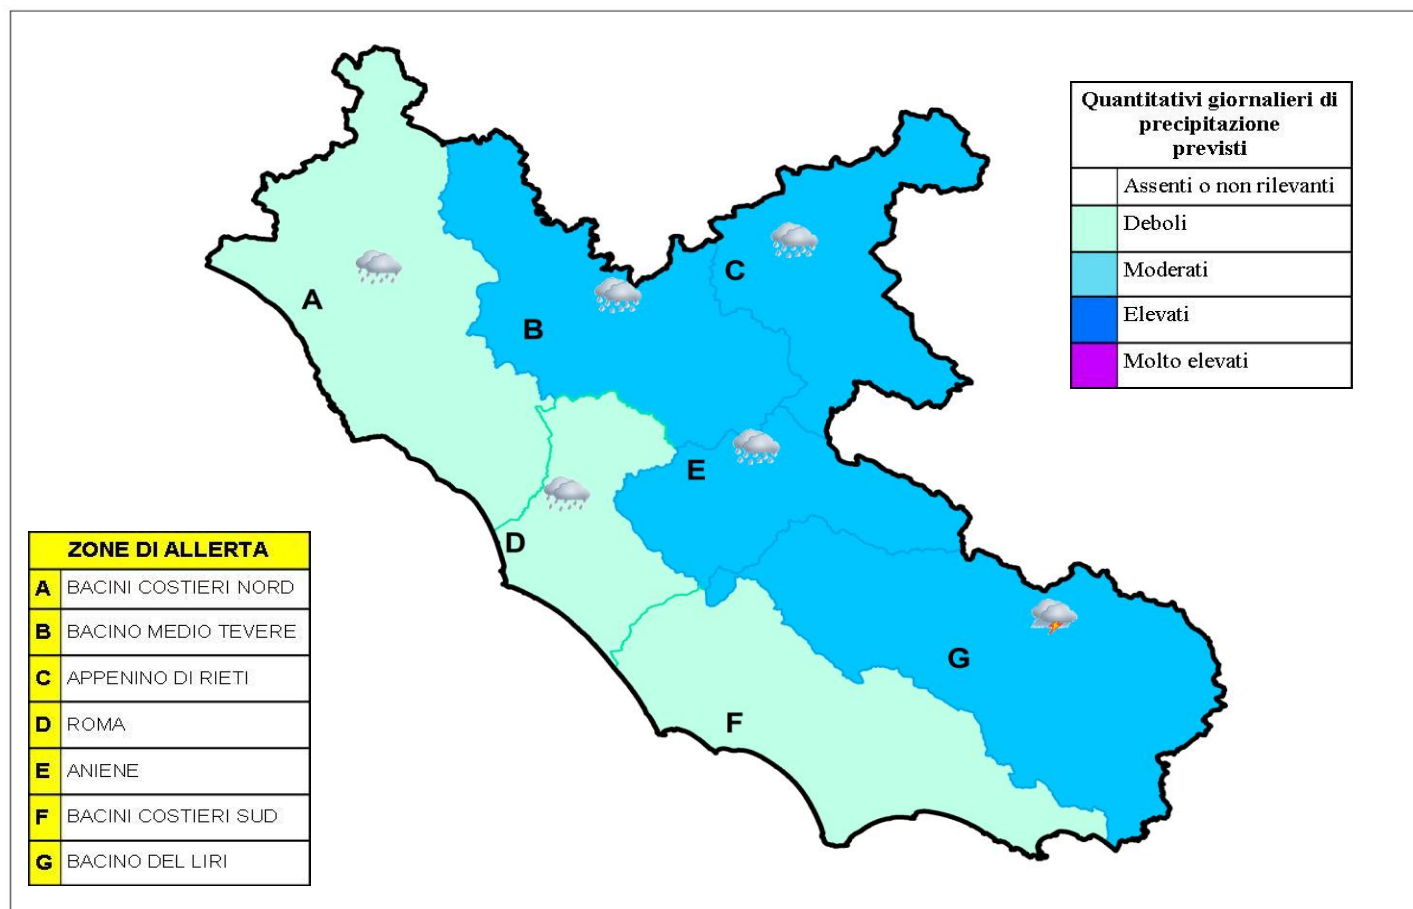 Quantitativi giornalieri di
precipitazione
previsti
Assenti o non rilevanti
Deboli
Moderati
Elevati
Molto elevati
A
B
C
D
E
F
G
ZONE DI ALLERTA
A BACINI COSTIERI NORD
B BACINO MEDIO TEVERE
C APPENINO DI RIETI
D ROMA
E ANIENE
F BACINI COSTIERI SUD
G BACINO DEL LIRI